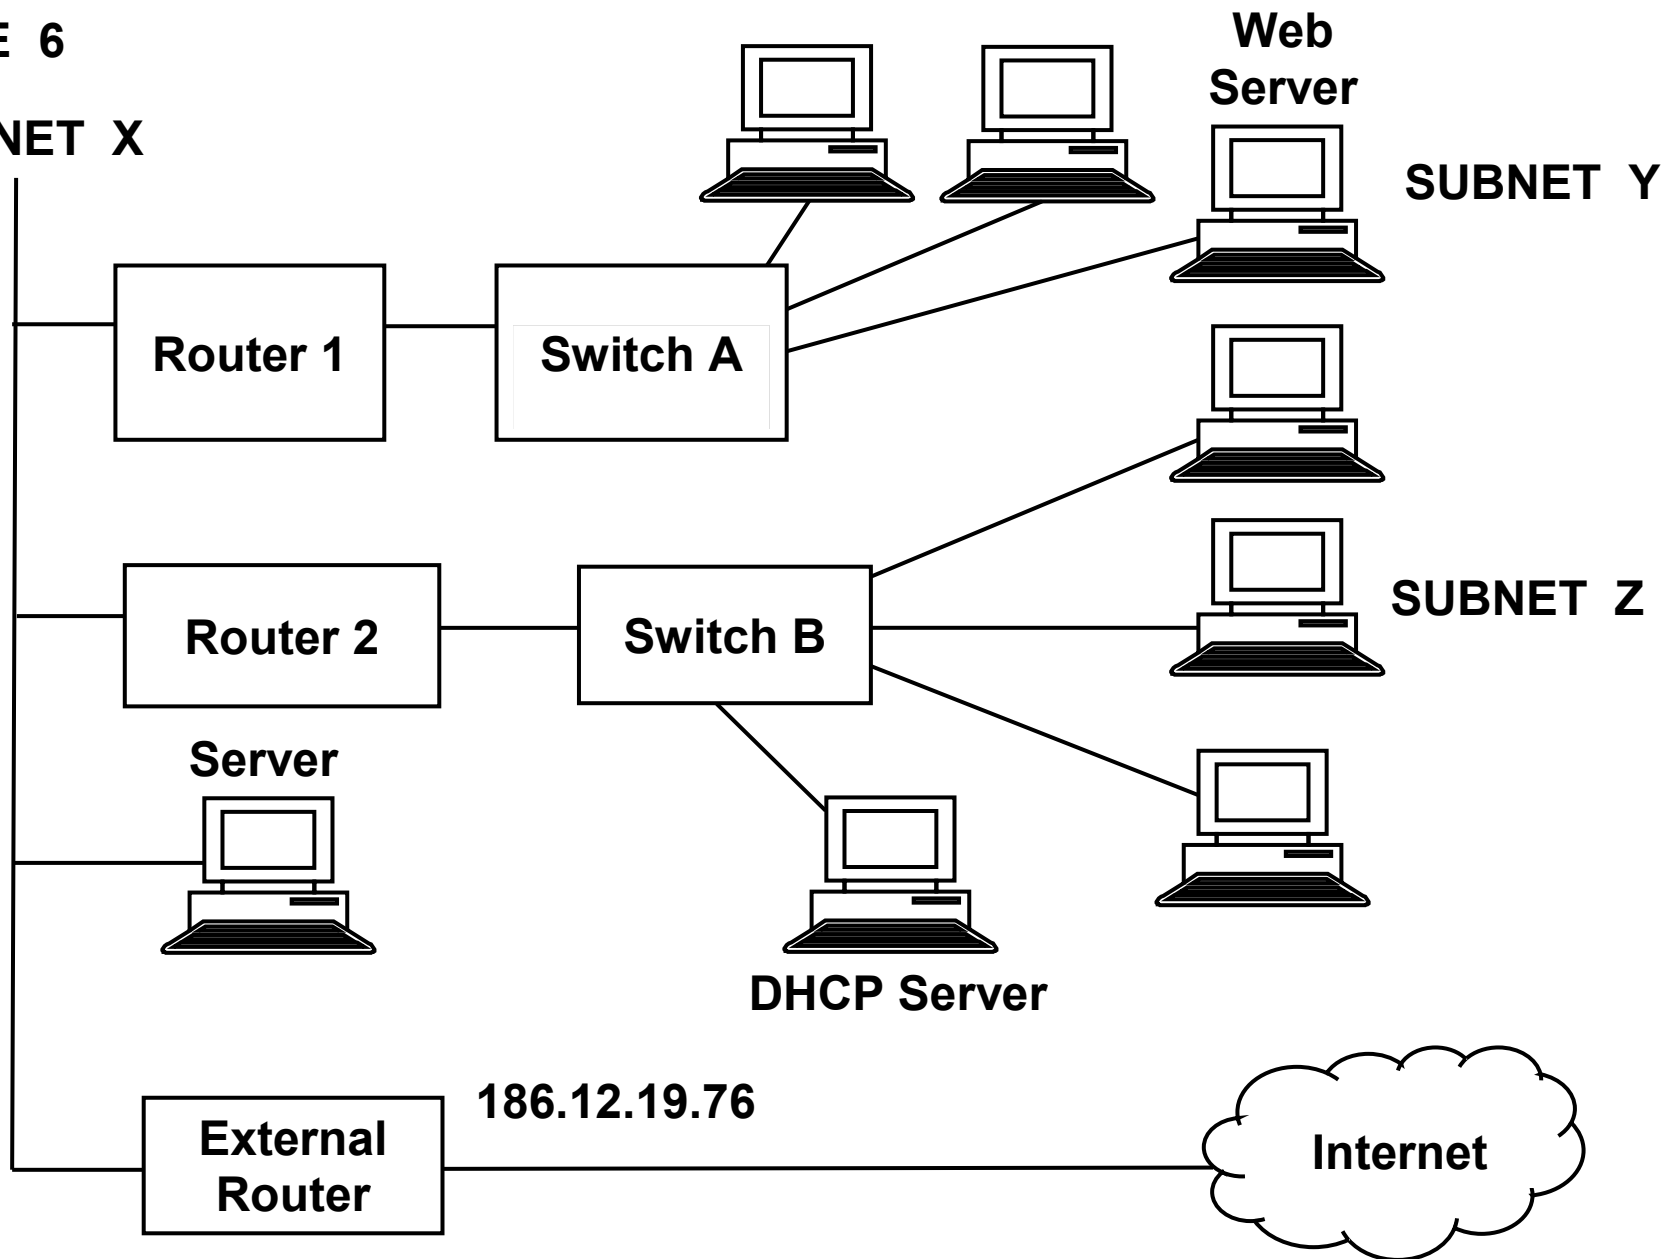 E 6
NET X
Web
Server
SUBNET Y
Router 1
Switch A
Router 2
Switch B
SUBNET Z
Server
DHCP Server
186.12.19.76
External
Router
Internet